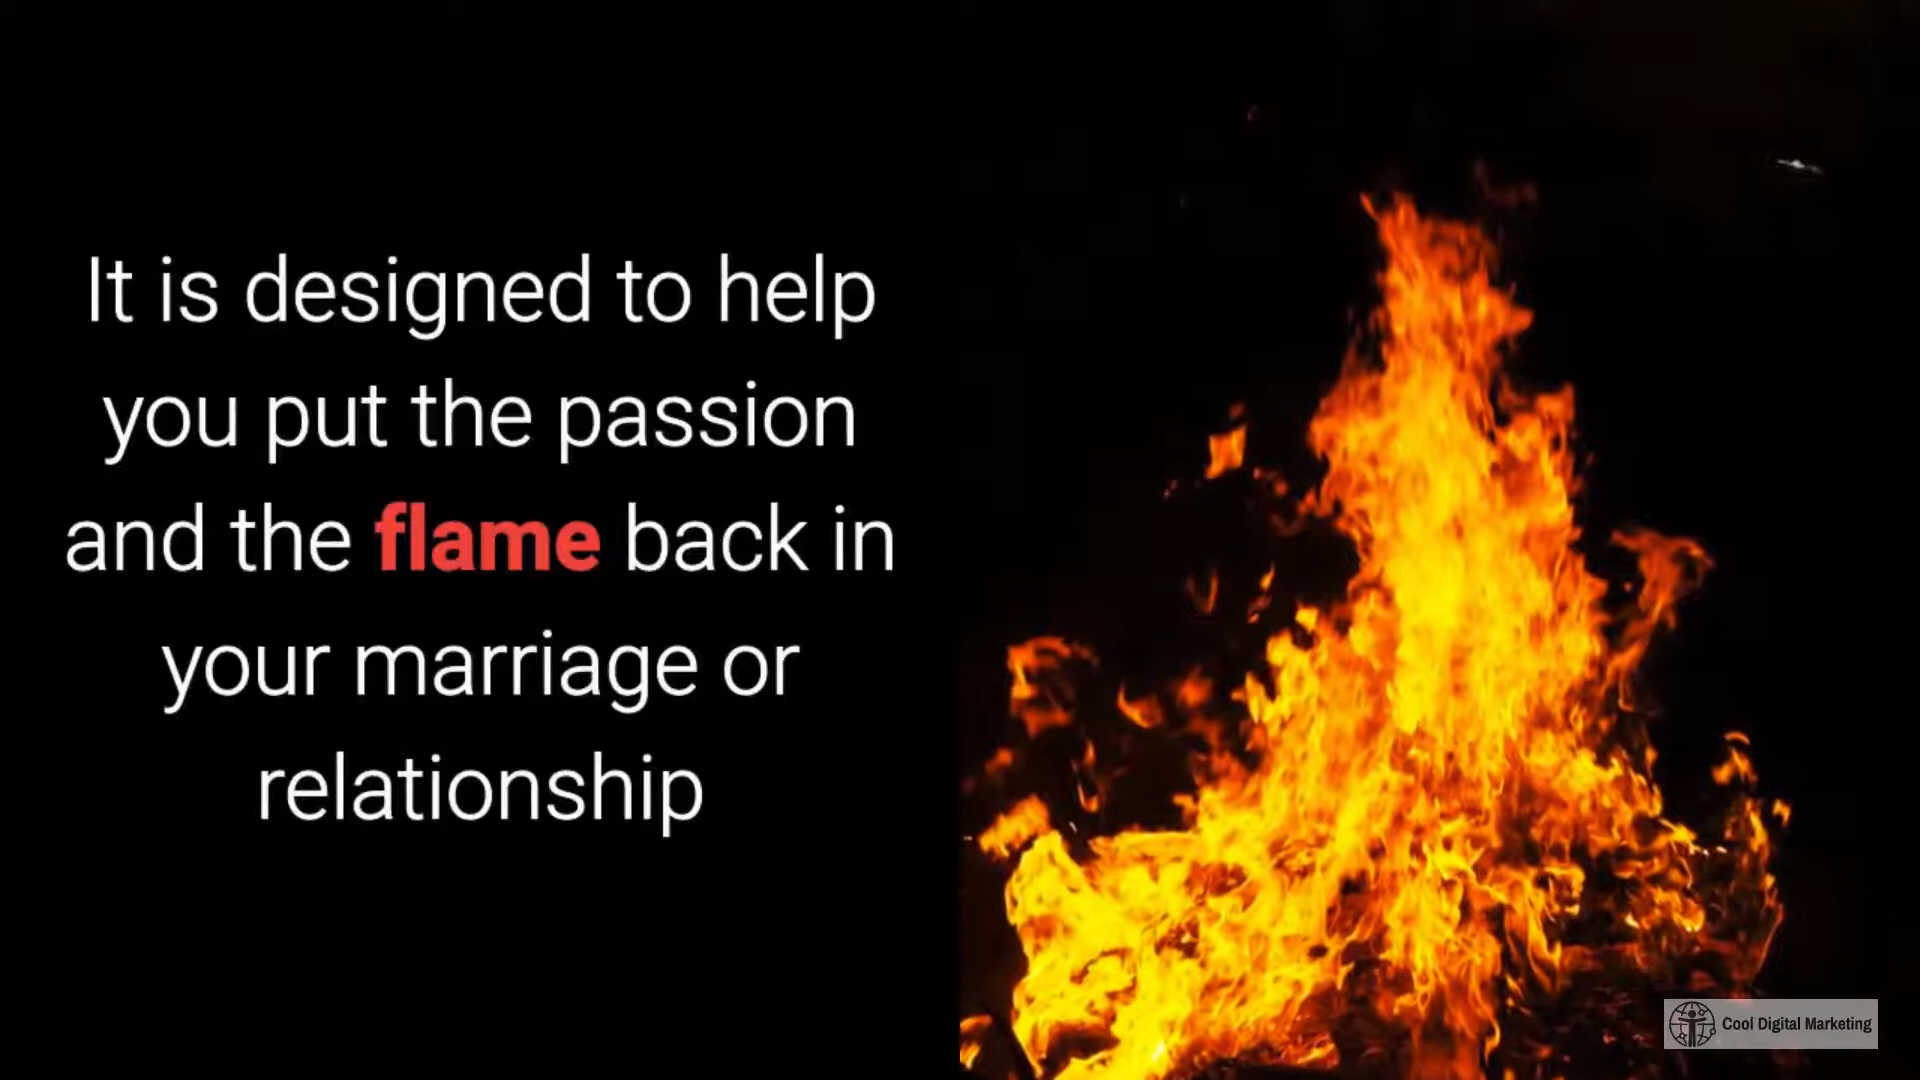 It is designed to help
you put the passion
and the flame back in
your marriage or
relationship
Cool Digital Marketing